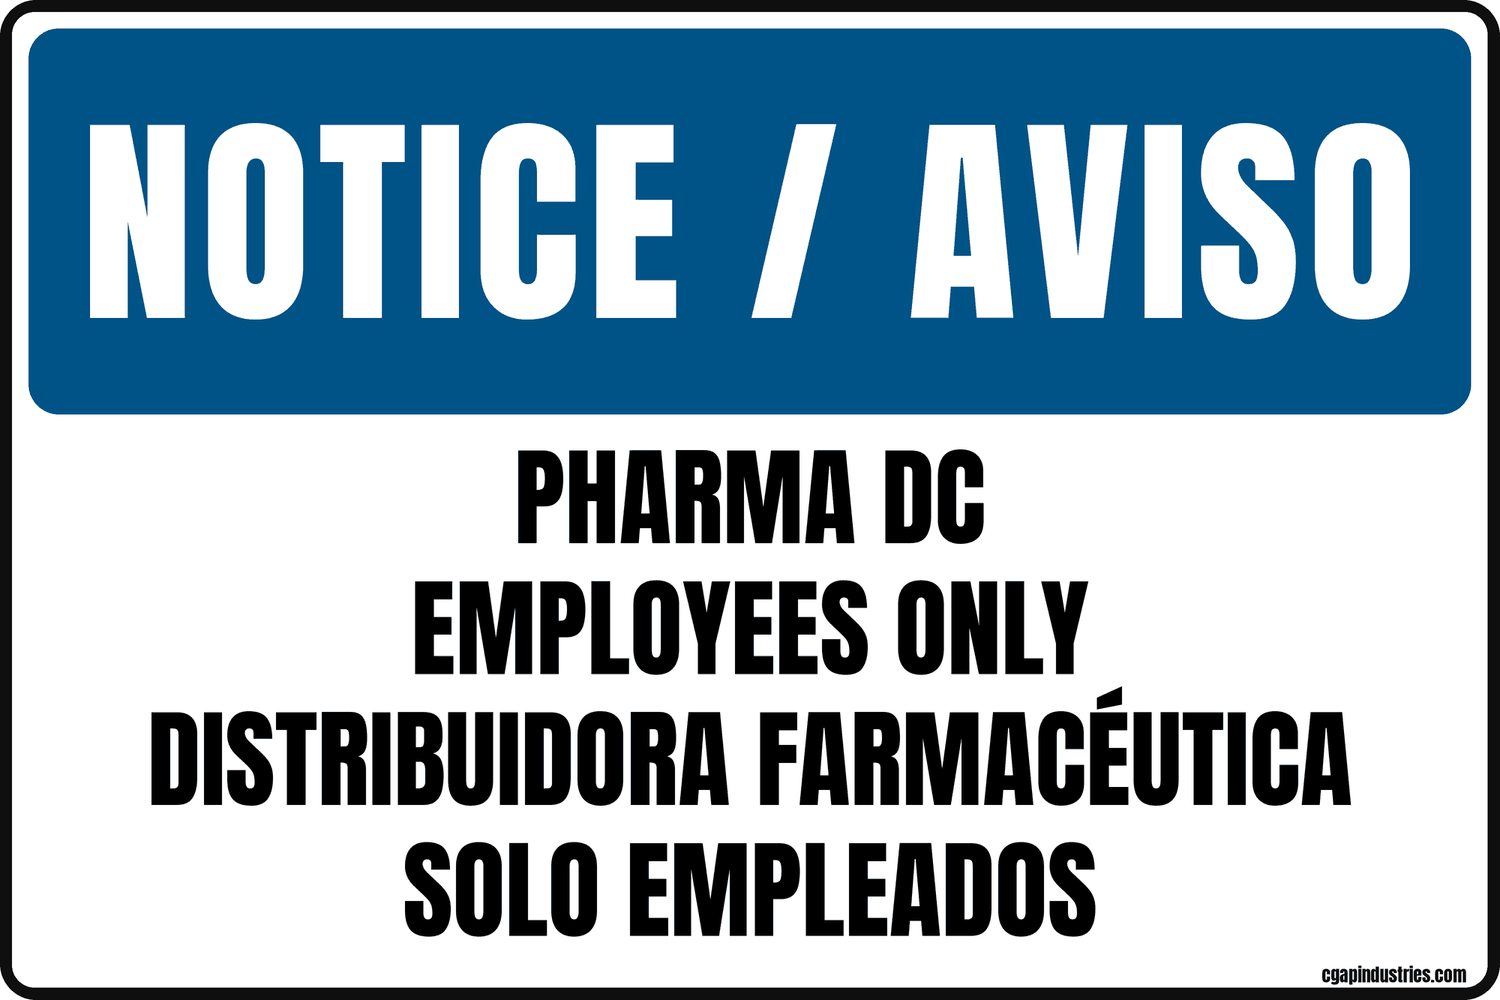 NOTICE / AVISO
PHARMA DC
EMPLOYEES ONLY
DISTRIBUIDORA FARMACÉUTICA
SOLO EMPLEADOS
cgapindustries.com